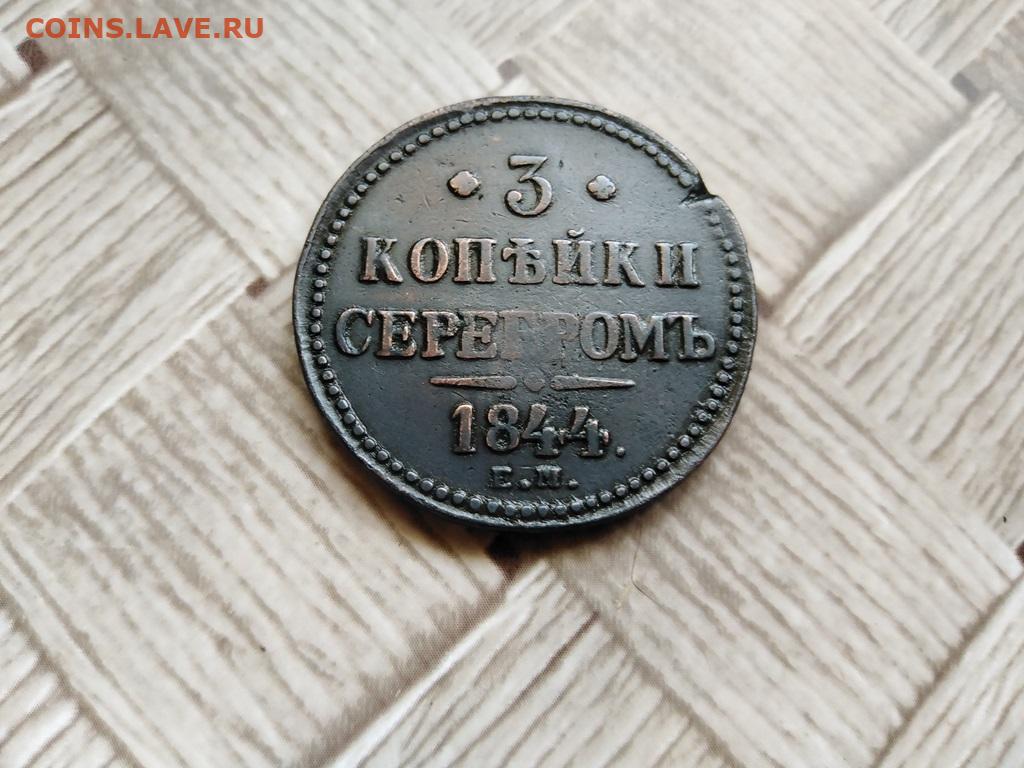 COINS.LAVE.RU
3
КОПѢЙКИ
СЕРЕБРОМЪ
1844.
Е.М.